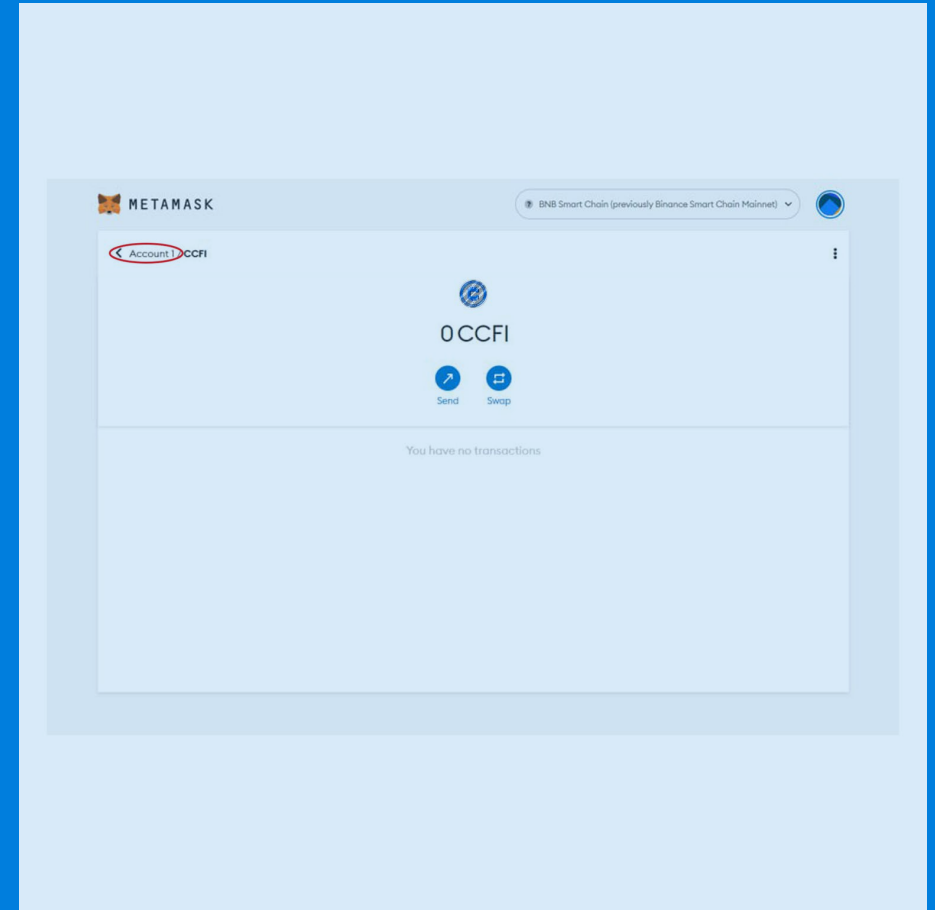 METAMASK
BNB Smart Chain (previously Binance Smart Chain Mainnet)
Account 1 / CCFI
0 CCFI
Send Swap
You have no transactions